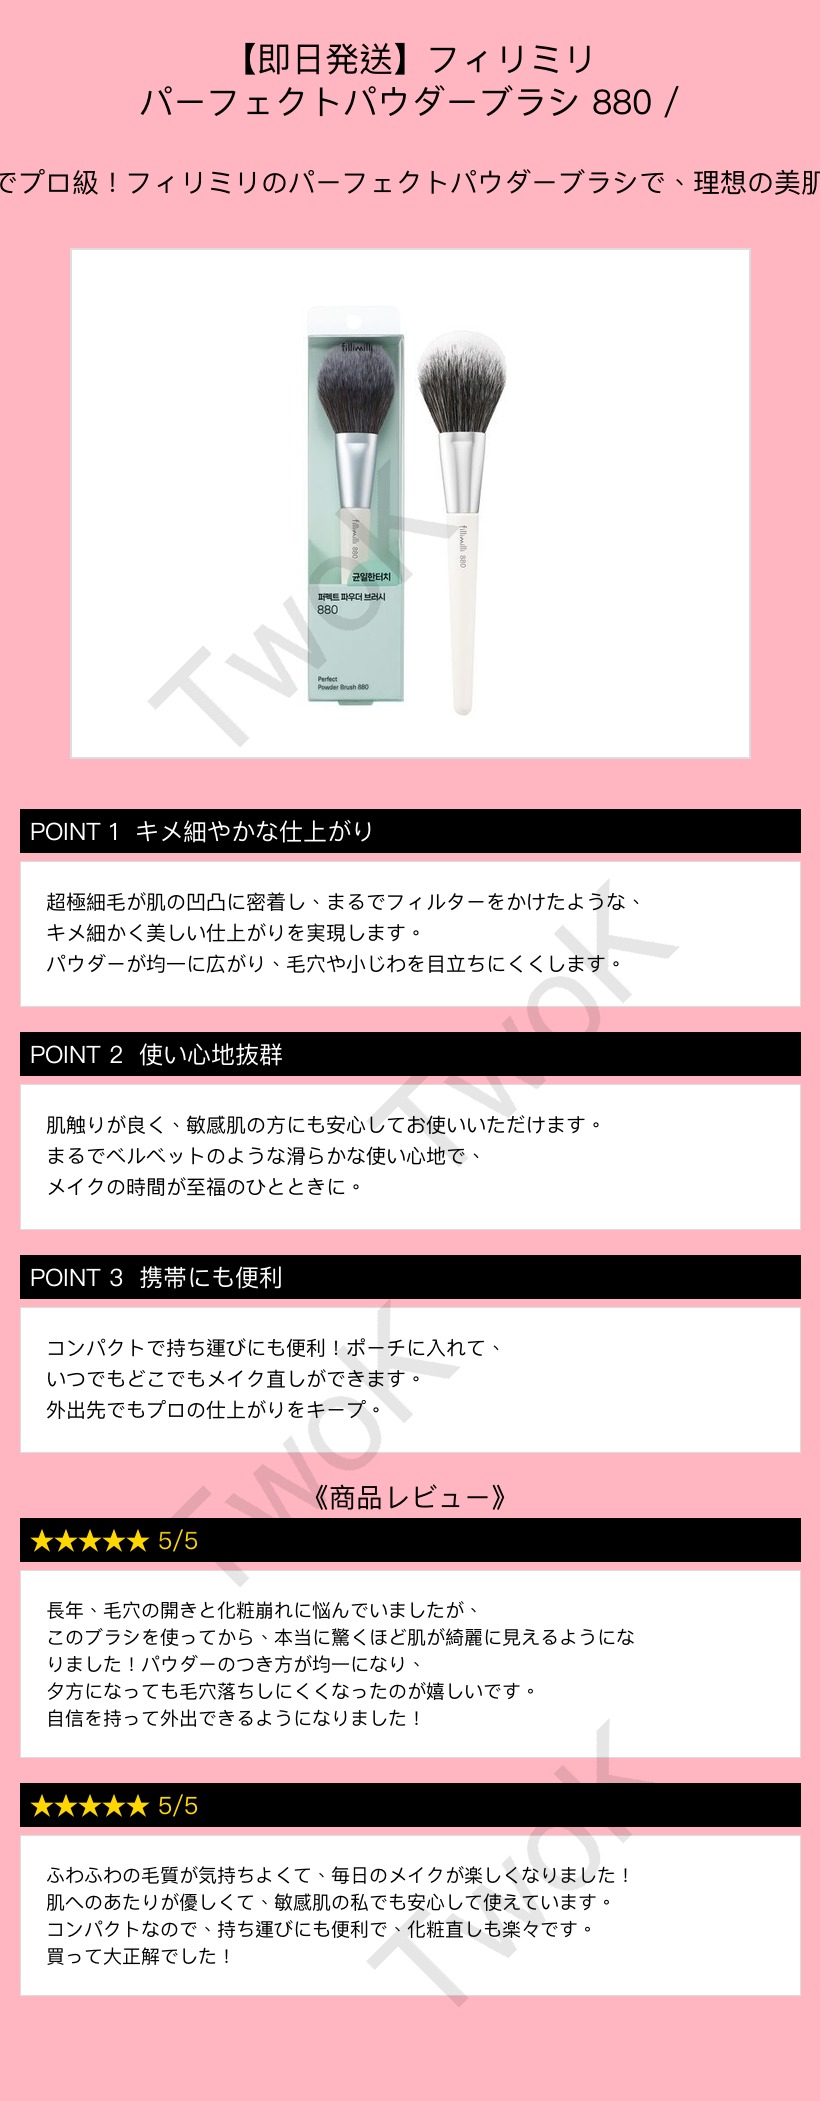 【即日発送】フィリミリ
パーフェクトパウダーブラシ 880 /
でプロ級！フィリミリのパーフェクトパウダーブラシで、理想の美肌
fillimilli
fillimilli 880
fillimilli 880
균일한터치
퍼펙트 파우더 브러시
880
Perfect
Powder Brush 880
TwoK
POINT 1 キメ細やかな仕上がり
超極細毛が肌の凹凸に密着し、まるでフィルターをかけたような、
キメ細かく美しい仕上がりを実現します。
パウダーが均一に広がり、毛穴や小じわを目立ちにくくします。
TwoK
POINT 2 使い心地抜群
肌触りが良く、敏感肌の方にも安心してお使いいただけます。
まるでベルベットのような滑らかな使い心地で、
メイクの時間が至福のひとときに。
POINT 3 携帯にも便利
コンパクトで持ち運びにも便利！ポーチに入れて、
いつでもどこでもメイク直しができます。
外出先でもプロの仕上がりをキープ。
TwoK
《商品レビュー》
★★★★★ 5/5
長年、毛穴の開きと化粧崩れに悩んでいましたが、
このブラシを使ってから、本当に驚くほど肌が綺麗に見えるようにな
りました！パウダーのつき方が均一になり、
夕方になっても毛穴落ちしにくくなったのが嬉しいです。
自信を持って外出できるようになりました！
★★★★★ 5/5
ふわふわの毛質が気持ちよくて、毎日のメイクが楽しくなりました！
肌へのあたりが優しくて、敏感肌の私でも安心して使えています。
コンパクトなので、持ち運びにも便利で、化粧直しも楽々です。
買って大正解でした！
TwoK